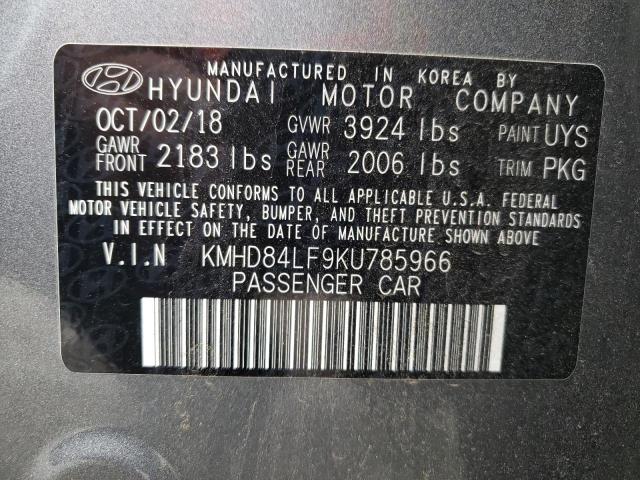 MANUFACTURED IN KOREA BY
HYUNDAI MOTOR COMPANY
OCT/02/18 GVWR 3924 lbs PAINT UYS
GAWR FRONT 2183 lbs GAWR REAR 2006 lbs TRIM PKG
THIS VEHICLE CONFORMS TO ALL APPLICABLE U.S.A. FEDERAL
MOTOR VEHICLE SAFETY, BUMPER, AND THEFT PREVENTION STANDARDS
IN EFFECT ON THE DATE OF MANUFACTURE SHOWN ABOVE.
V.I.N KMHD84LF9KU785966
PASSENGER CAR